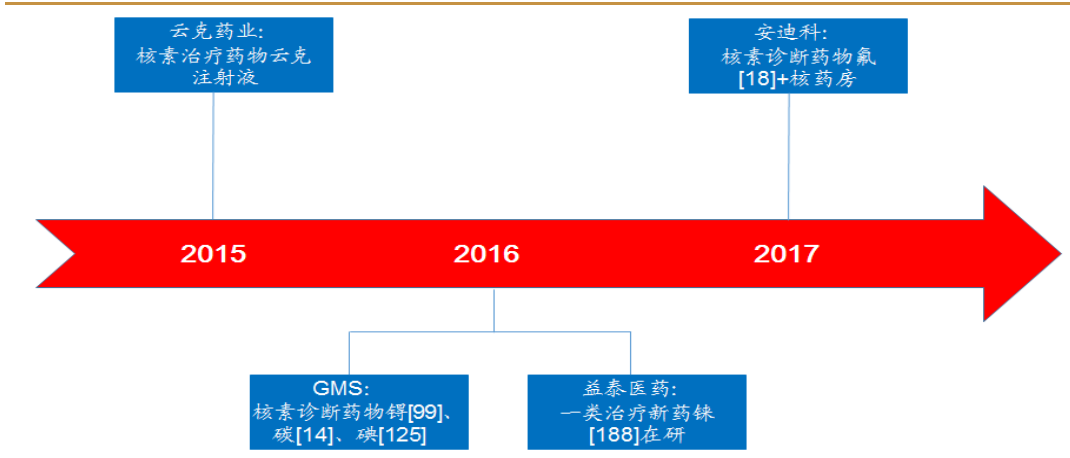 云克药业:
核素治疗药物云克
注射液
安迪科:
核素诊断药物氟
[18]+核药房
2015
2016
2017
GMS:
核素诊断药物锝[99]、
碳[14]、碘[125]
益泰医药:
一类治疗新药铼
[188]在研